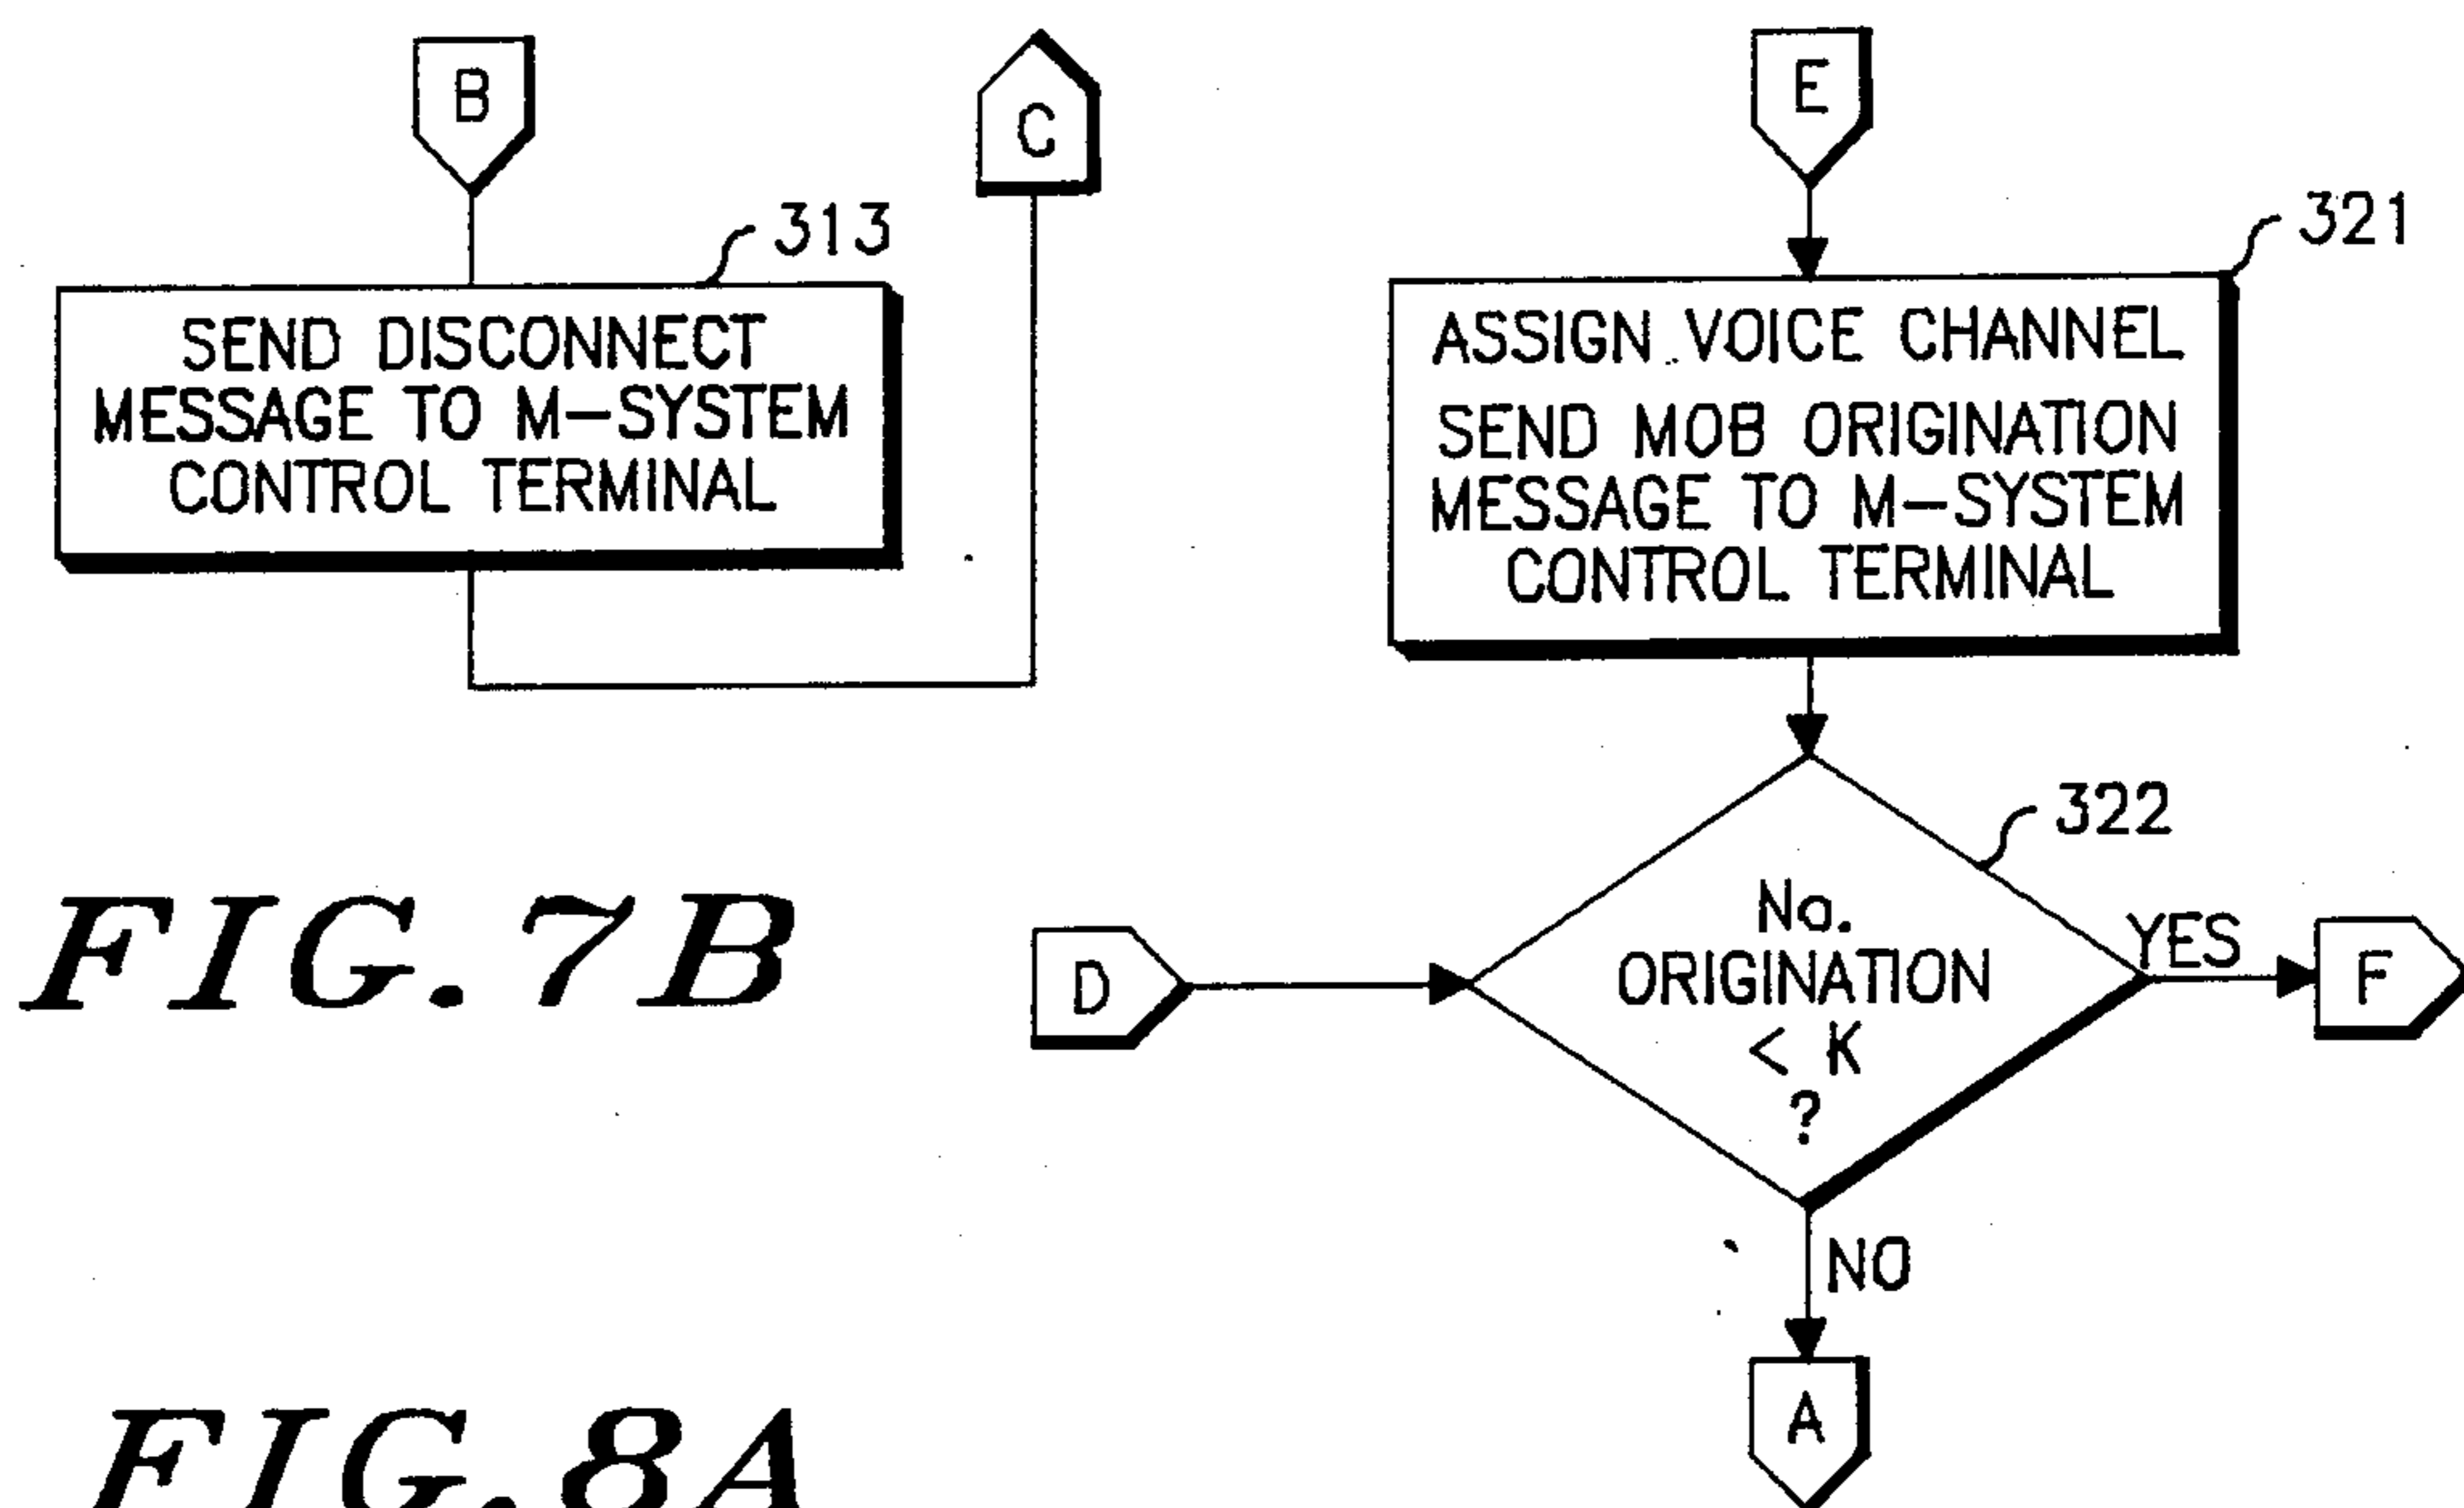 B
C
313
SEND DISCONNECT
MESSAGE TO M-SYSTEM
CONTROL TERMINAL
FIG. 7B
E
321
ASSIGN VOICE CHANNEL
SEND MOB ORIGINATION
MESSAGE TO M-SYSTEM
CONTROL TERMINAL
322
No.
ORIGINATION
< K
?
D
YES
F
NO
A
FIG. 8A